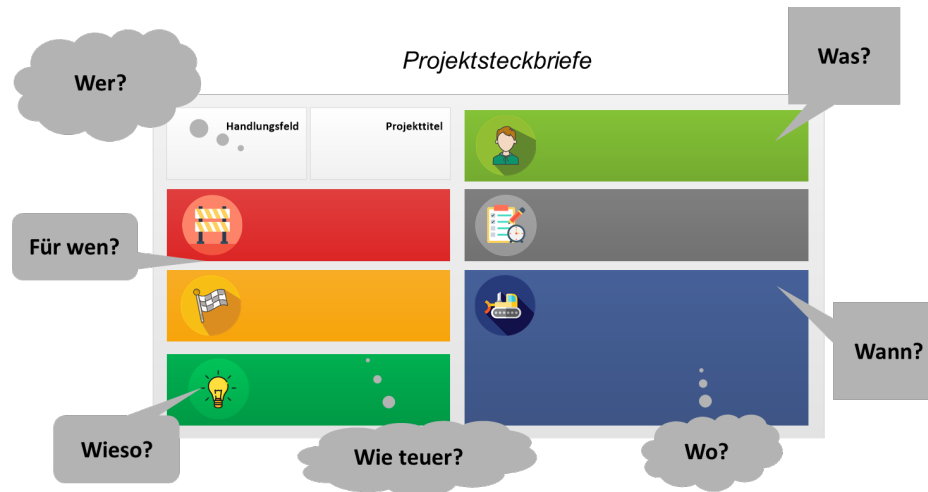 Projektsteckbriefe
Wer?
Was?
Handlungsfeld
Projekttitel
Für wen?
Wann?
Wieso?
Wie teuer?
Wo?